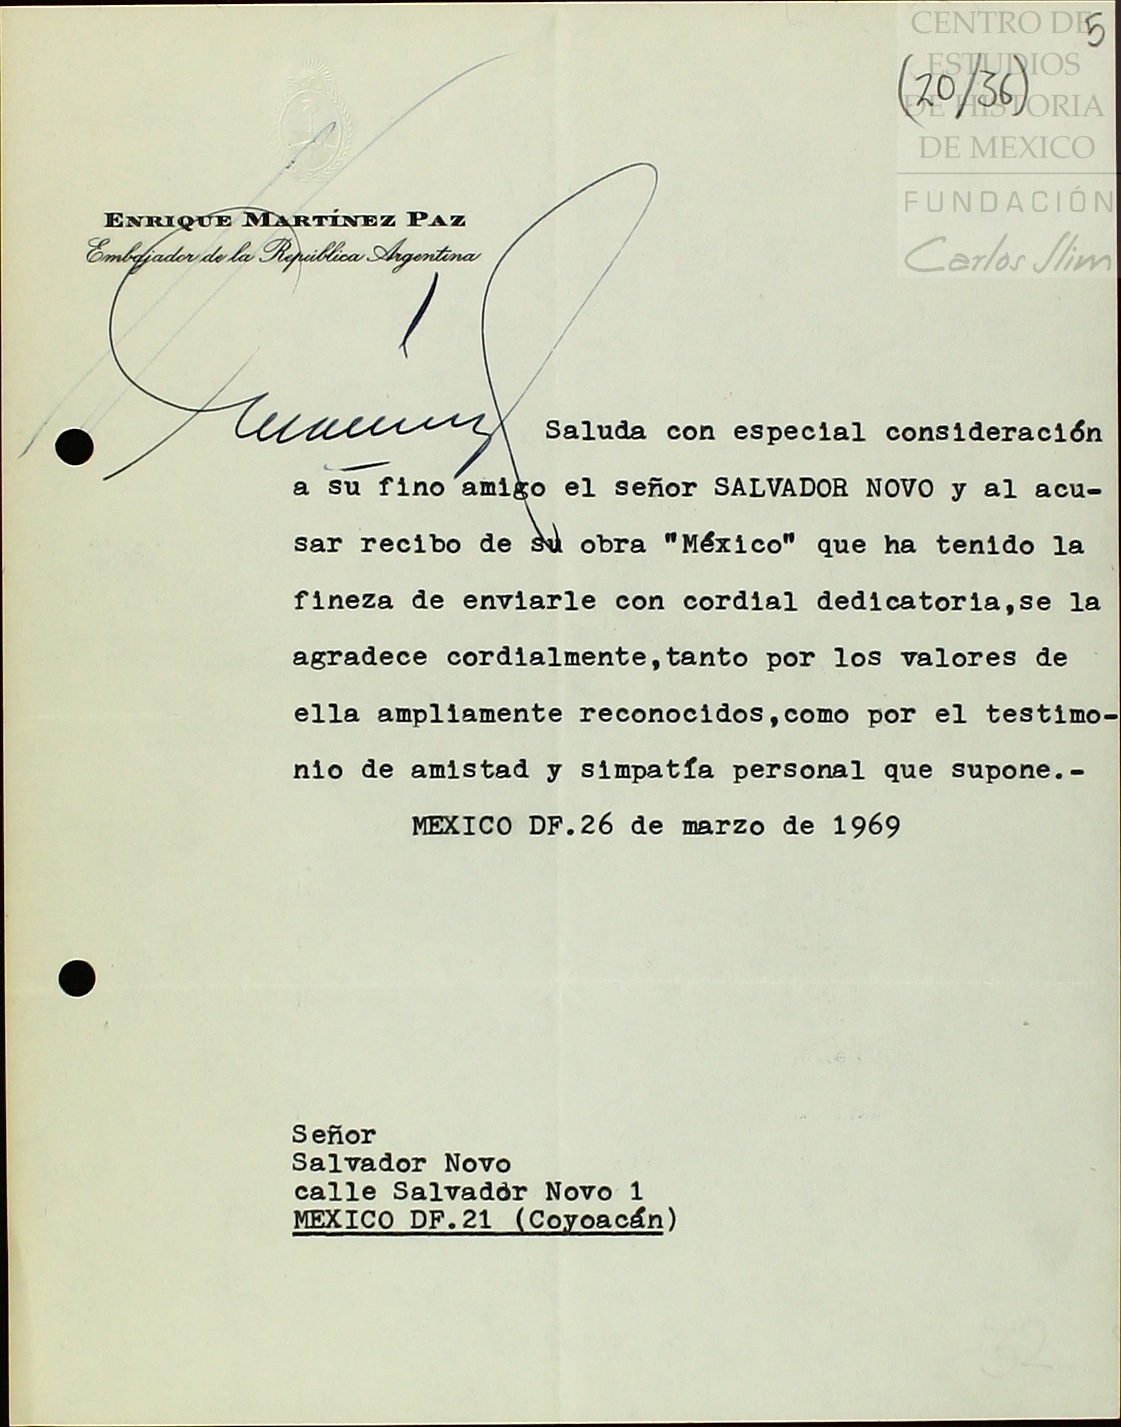 CENTRO DE
ESTUDIOS
DE HISTORIA
DE MEXICO
FUNDACIÓN
Carlos Slim
5
(20/36)
ENRIQUE MARTÍNEZ PAZ
Embajador de la República Argentina
Saluda con especial consideración
a su fino amigo el señor SALVADOR NOVO y al acu-
sar recibo de su obra "México" que ha tenido la
fineza de enviarle con cordial dedicatoria,se la
agradece cordialmente,tanto por los valores de
ella ampliamente reconocidos,como por el testimo-
nio de amistad y simpatía personal que supone.-
MEXICO DF.26 de marzo de 1969
Señor
Salvador Novo
calle Salvador Novo 1
MEXICO DF.21 (Coyoacán)
32